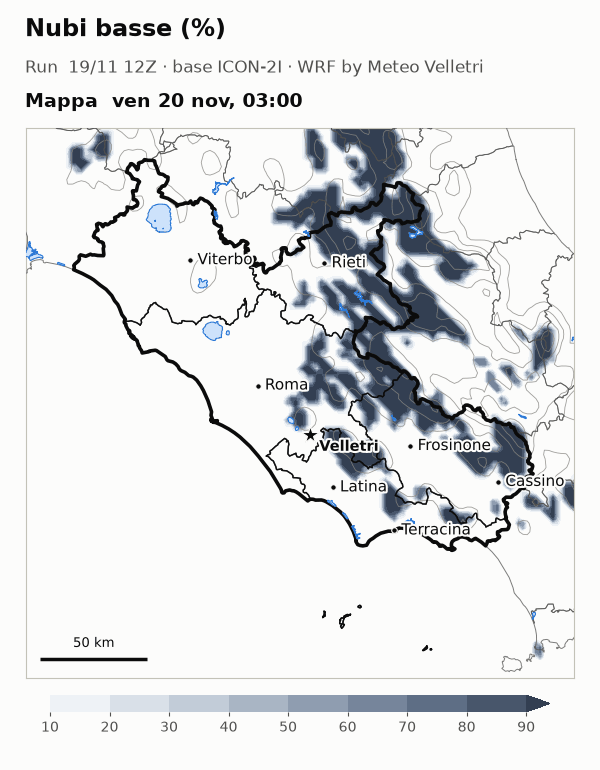 Nubi basse (%)
Run  19/11 12Z · base ICON-2I · WRF by Meteo Velletri
Mappa  ven 20 nov, 03:00
Viterbo
Rieti
Roma
Velletri
Frosinone
Latina
Cassino
Terracina
50 km
10 20 30 40 50 60 70 80 90